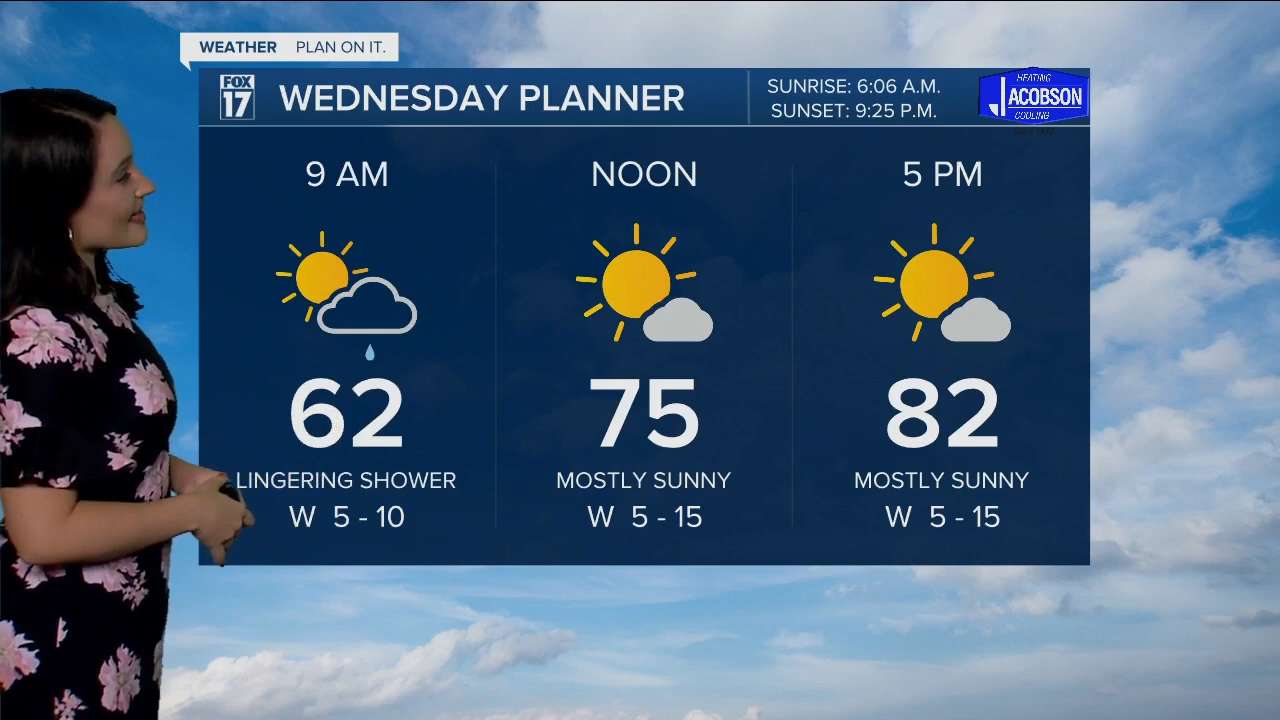 WEATHER PLAN ON IT.
FOX
17
WEDNESDAY PLANNER
SUNRISE: 6:06 A.M.
SUNSET: 9:25 P.M.
HEATING
JACOBSON
COOLING
9 AM
NOON
5 PM
62
75
82
LINGERING SHOWER
MOSTLY SUNNY
MOSTLY SUNNY
W 5 - 10
W 5 - 15
W 5 - 15